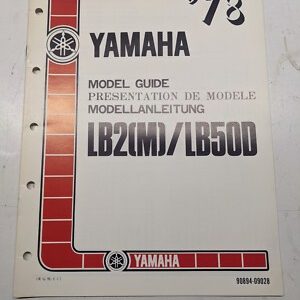 '78
YAMAHA
MODEL GUIDE
PRESENTATION DE MODELE
MODELLANLEITUNG
LB2(M)/LB50D
YAMAHA
90894-09028